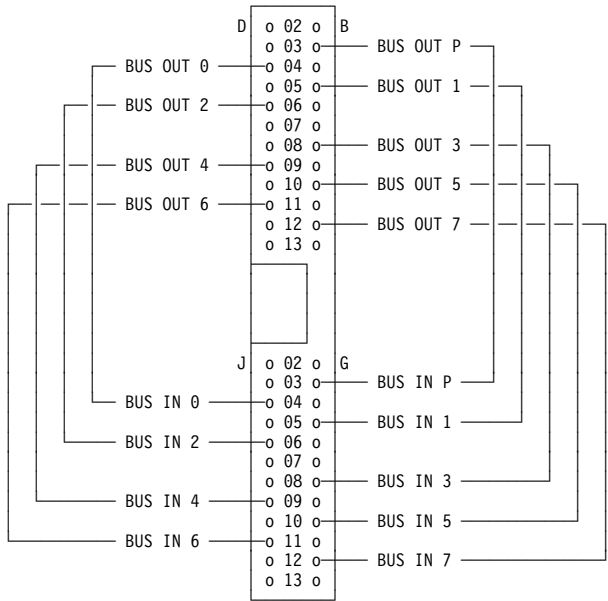 D o 02 o B
o 03 o BUS OUT P
BUS OUT 0 o 04 o
o 05 o BUS OUT 1
BUS OUT 2 o 06 o
o 07 o
o 08 o BUS OUT 3
BUS OUT 4 o 09 o
o 10 o BUS OUT 5
BUS OUT 6 o 11 o
o 12 o BUS OUT 7
o 13 o
J o 02 o G
o 03 o BUS IN P
BUS IN 0 o 04 o
o 05 o BUS IN 1
BUS IN 2 o 06 o
o 07 o
o 08 o BUS IN 3
BUS IN 4 o 09 o
o 10 o BUS IN 5
BUS IN 6 o 11 o
o 12 o BUS IN 7
o 13 o